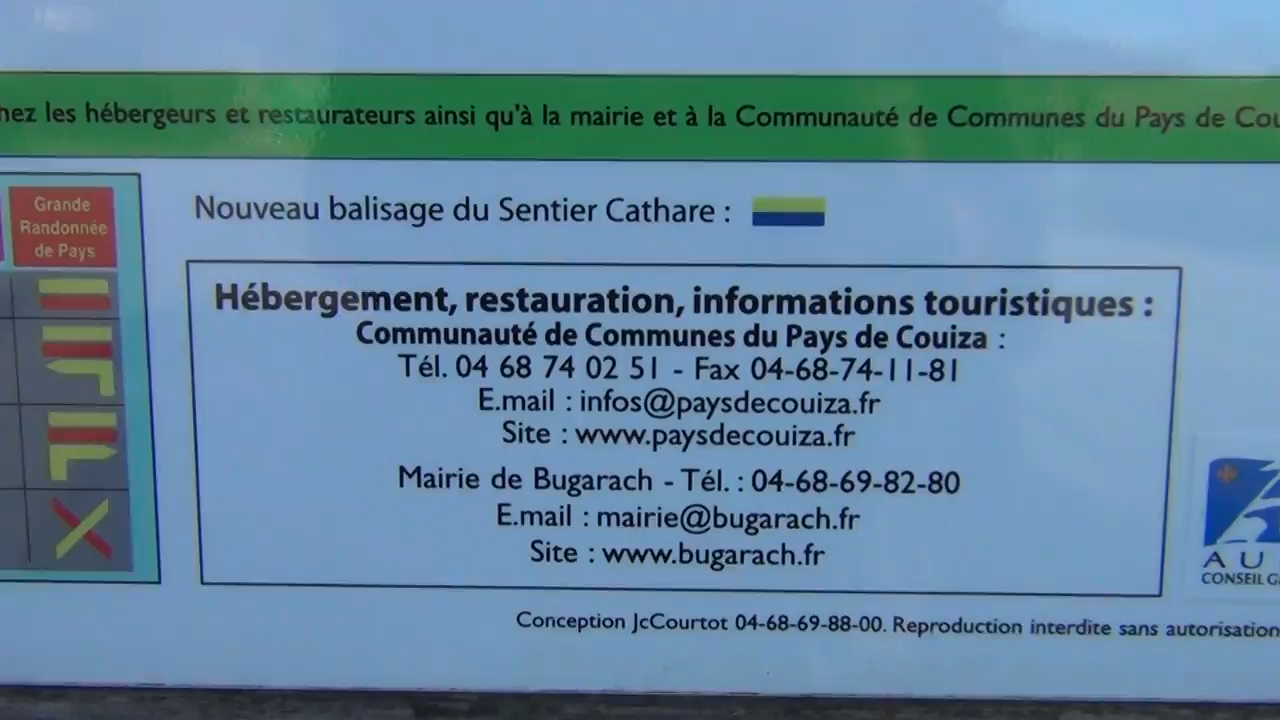 les hébergeurs et restaurateurs ainsi qu'à la mairie et à la Communauté de Communes du Pays de
Grande
Randonnée
de Pays
Nouveau balisage du Sentier Cathare :
Hébergement, restauration, informations touristiques :
Communauté de Communes du Pays de Couiza :
Tél. 04 68 74 02 51 - Fax 04-68-74-11-81
E.mail : infos@paysdecouiza.fr
Site : www.paysdecouiza.fr
Mairie de Bugarach - Tél. : 04-68-69-82-80
E.mail : mairie@bugarach.fr
Site : www.bugarach.fr
AU
CONSEIL G
Conception JcCourtot 04-68-69-88-00. Reproduction interdite sans autorisation